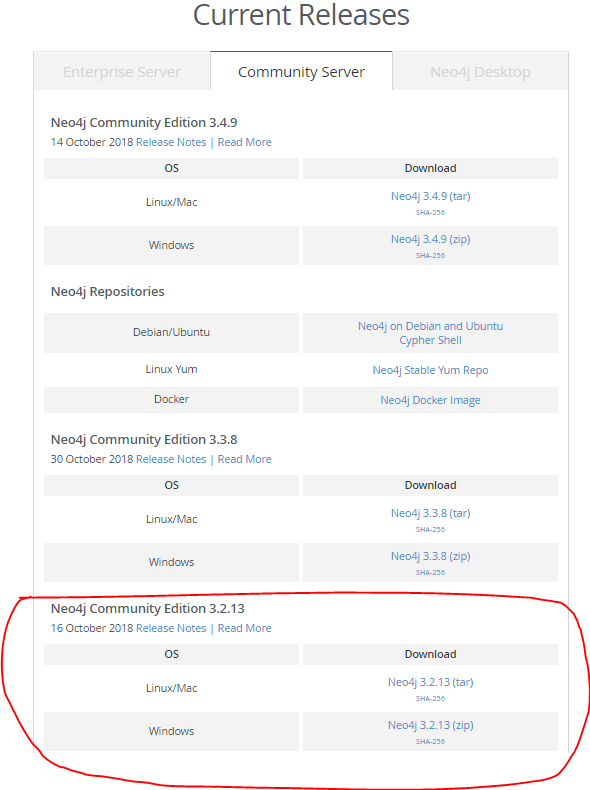 Current Releases
Enterprise Server
Community Server
Neo4j Desktop
Neo4j Community Edition 3.4.9
14 October 2018 Release Notes | Read More
OS Download
Linux/Mac Neo4j 3.4.9 (tar)
SHA-256
Windows Neo4j 3.4.9 (zip)
SHA-256
Neo4j Repositories
Debian/Ubuntu Neo4j on Debian and Ubuntu
Cypher Shell
Linux Yum Neo4j Stable Yum Repo
Docker Neo4j Docker Image
Neo4j Community Edition 3.3.8
30 October 2018 Release Notes | Read More
OS Download
Linux/Mac Neo4j 3.3.8 (tar)
SHA-256
Windows Neo4j 3.3.8 (zip)
SHA-256
Neo4j Community Edition 3.2.13
16 October 2018 Release Notes | Read More
OS Download
Linux/Mac Neo4j 3.2.13 (tar)
SHA-256
Windows Neo4j 3.2.13 (zip)
SHA-256